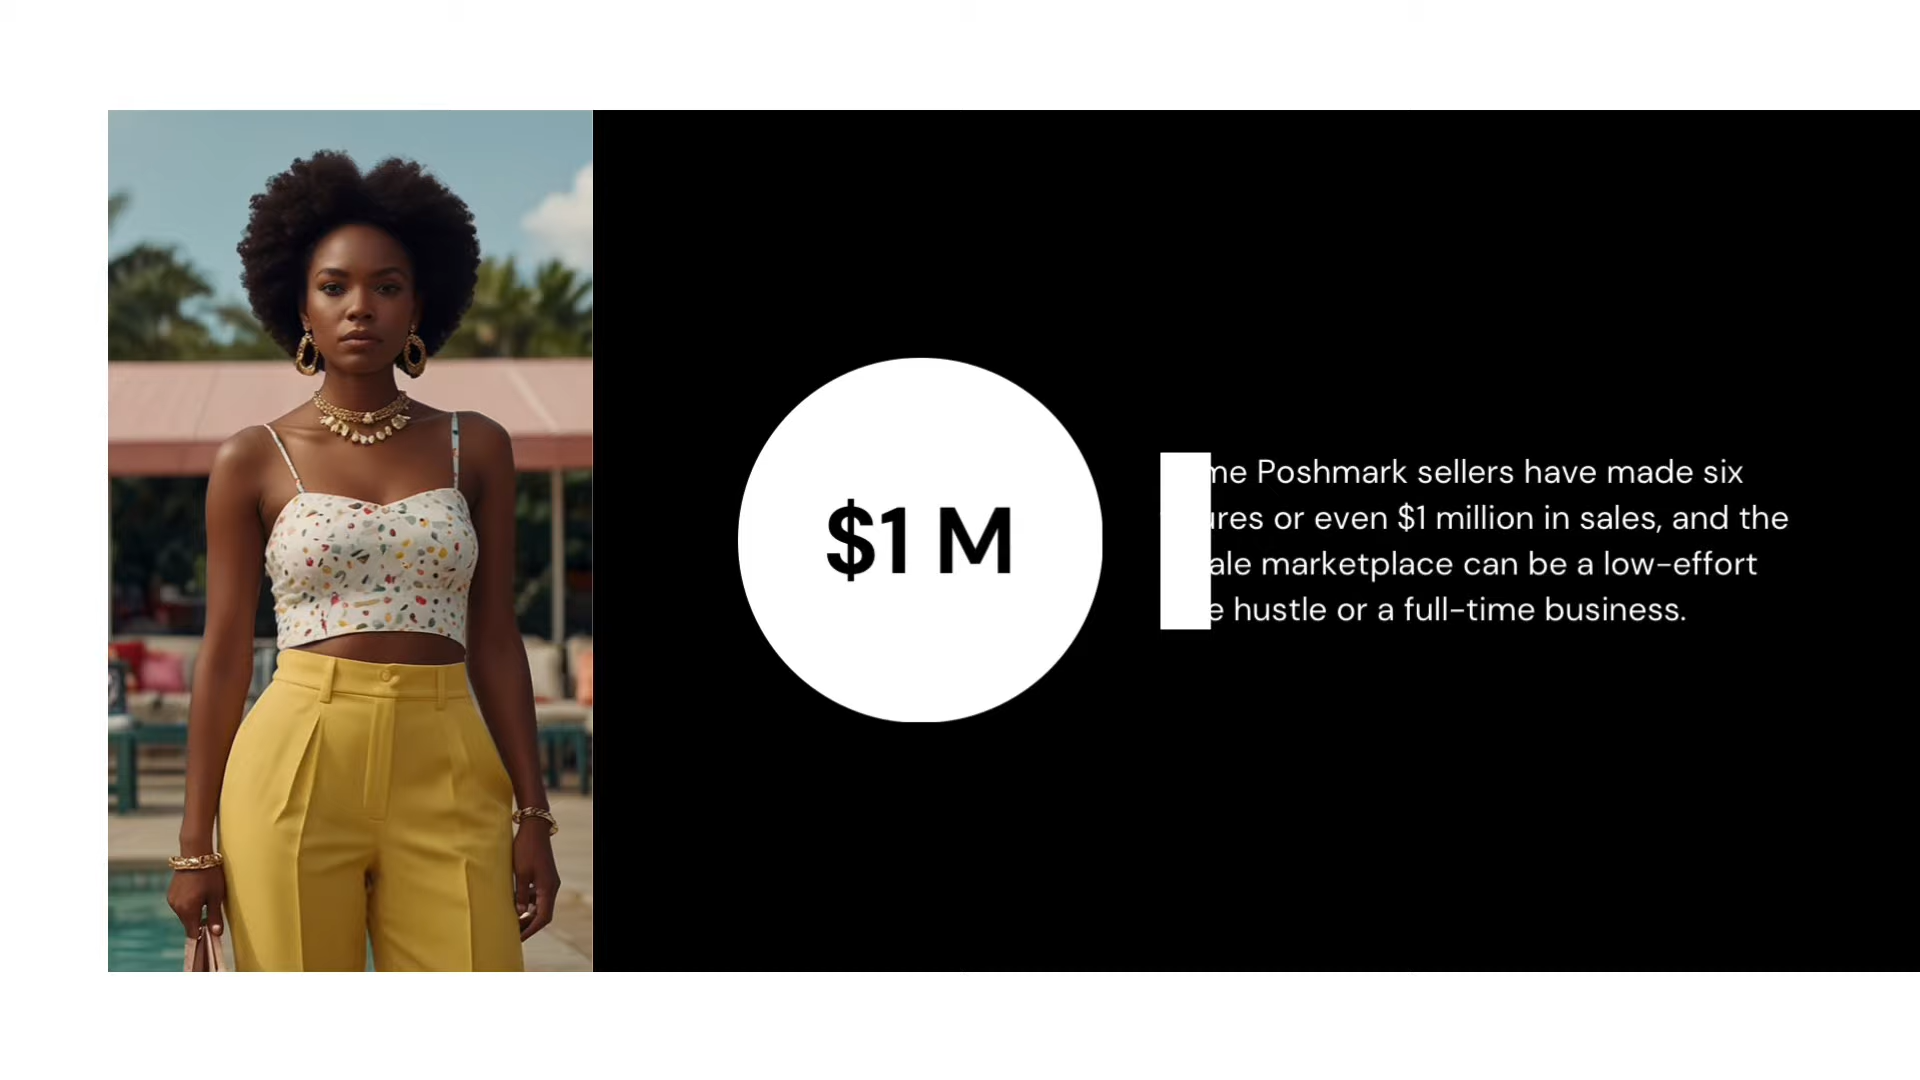 $1 M
me Poshmark sellers have made six
ures or even $1 million in sales, and the
ale marketplace can be a low-effort
e hustle or a full-time business.